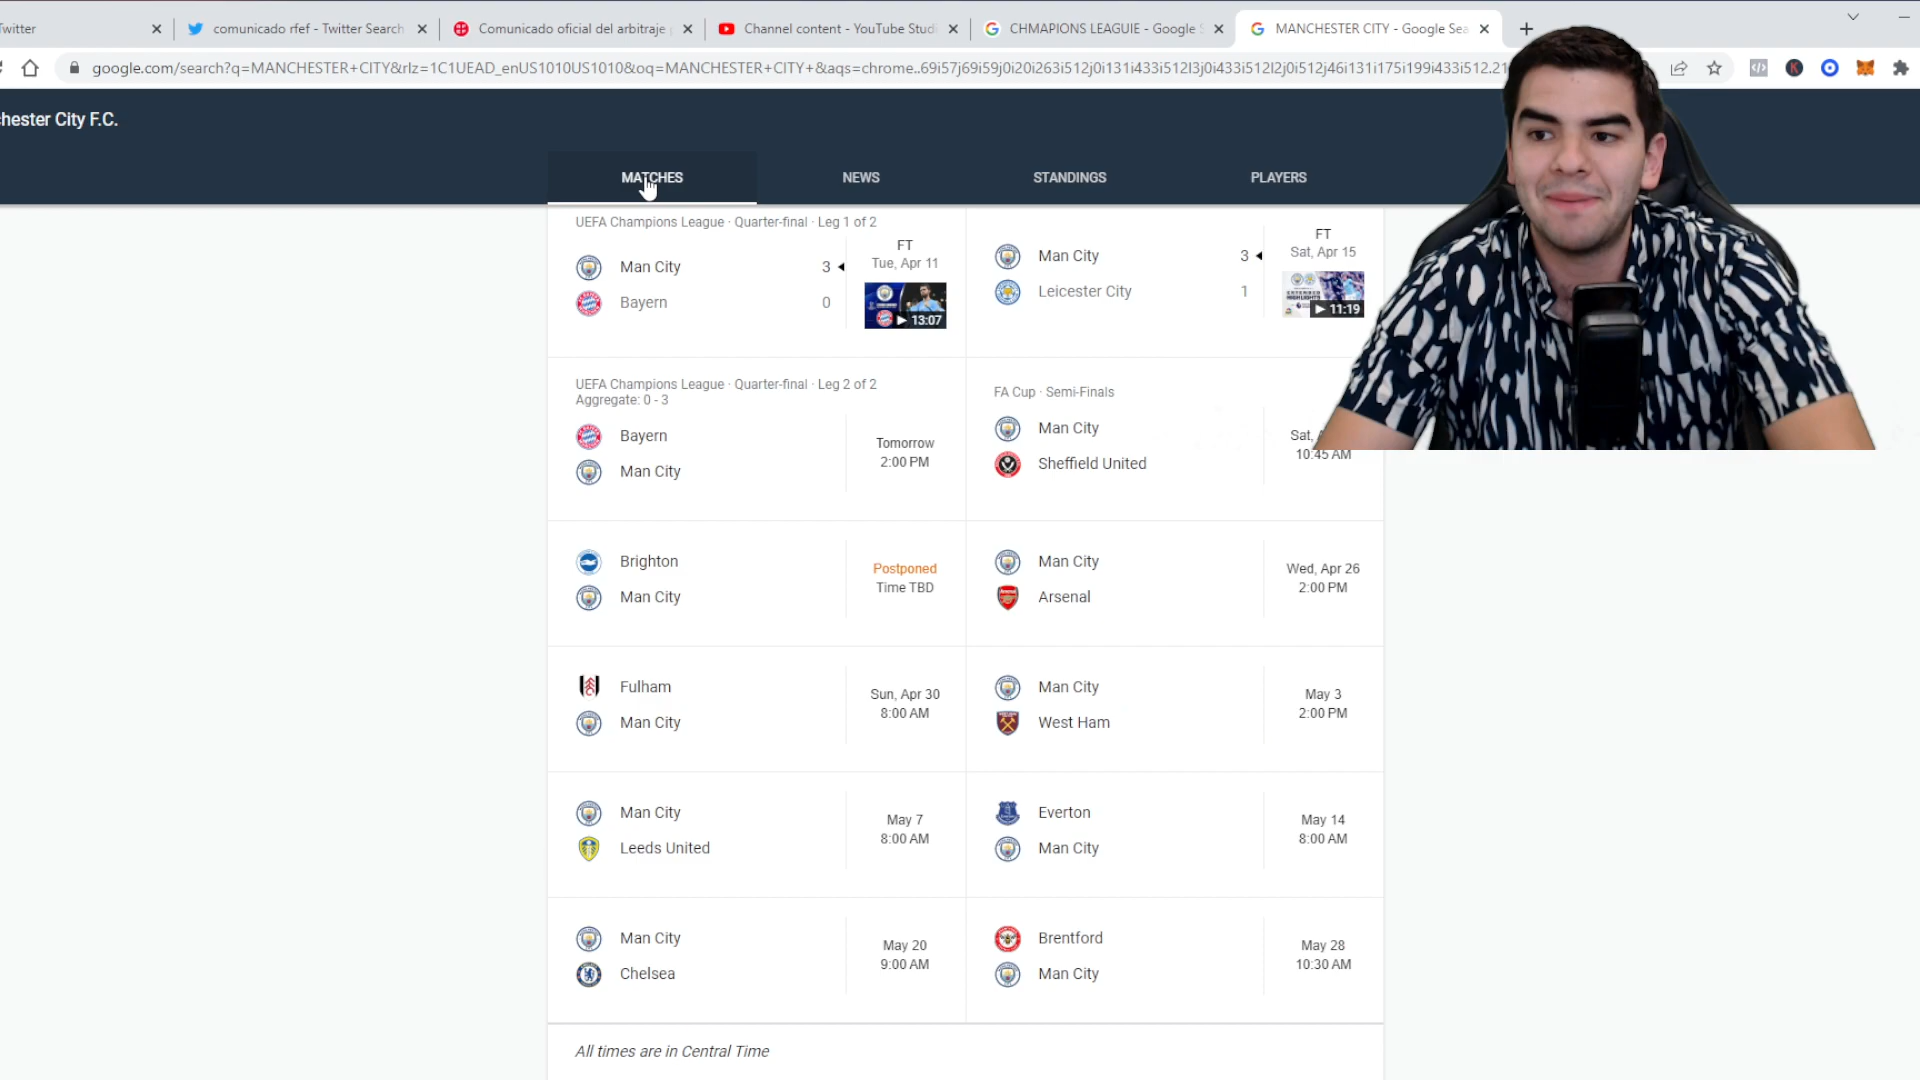 Twitter
comunicado rfef - Twitter Search
Comunicado oficial del arbitraje
Channel content - YouTube Studi
CHMAPIONS LEAGUIE - Google S
MANCHESTER CITY - Google Sea
google.com/search?q=MANCHESTER+CITY&rlz=1C1UEAD_enUS1010US1010&oq=MANCHESTER+CITY+&aqs=chrome..69i57j69i59j0i20i263i512j0i131i433i512l3j0i433i512l2j0i512j46i131i175i199i433i512.21
hester City F.C.
MATCHES
NEWS
STANDINGS
PLAYERS
UEFA Champions League · Quarter-final · Leg 1 of 2
Man City 3
Bayern 0
FT
Tue, Apr 11
13:07
Man City 3
Leicester City 1
FT
Sat, Apr 15
11:19
UEFA Champions League · Quarter-final · Leg 2 of 2
Aggregate: 0 - 3
Bayern
Man City
Tomorrow
2:00 PM
FA Cup · Semi-Finals
Man City
Sheffield United
Sat,
10:45 AM
Brighton
Man City
Postponed
Time TBD
Man City
Arsenal
Wed, Apr 26
2:00 PM
Fulham
Man City
Sun, Apr 30
8:00 AM
Man City
West Ham
May 3
2:00 PM
Man City
Leeds United
May 7
8:00 AM
Everton
Man City
May 14
8:00 AM
Man City
Chelsea
May 20
9:00 AM
Brentford
Man City
May 28
10:30 AM
All times are in Central Time